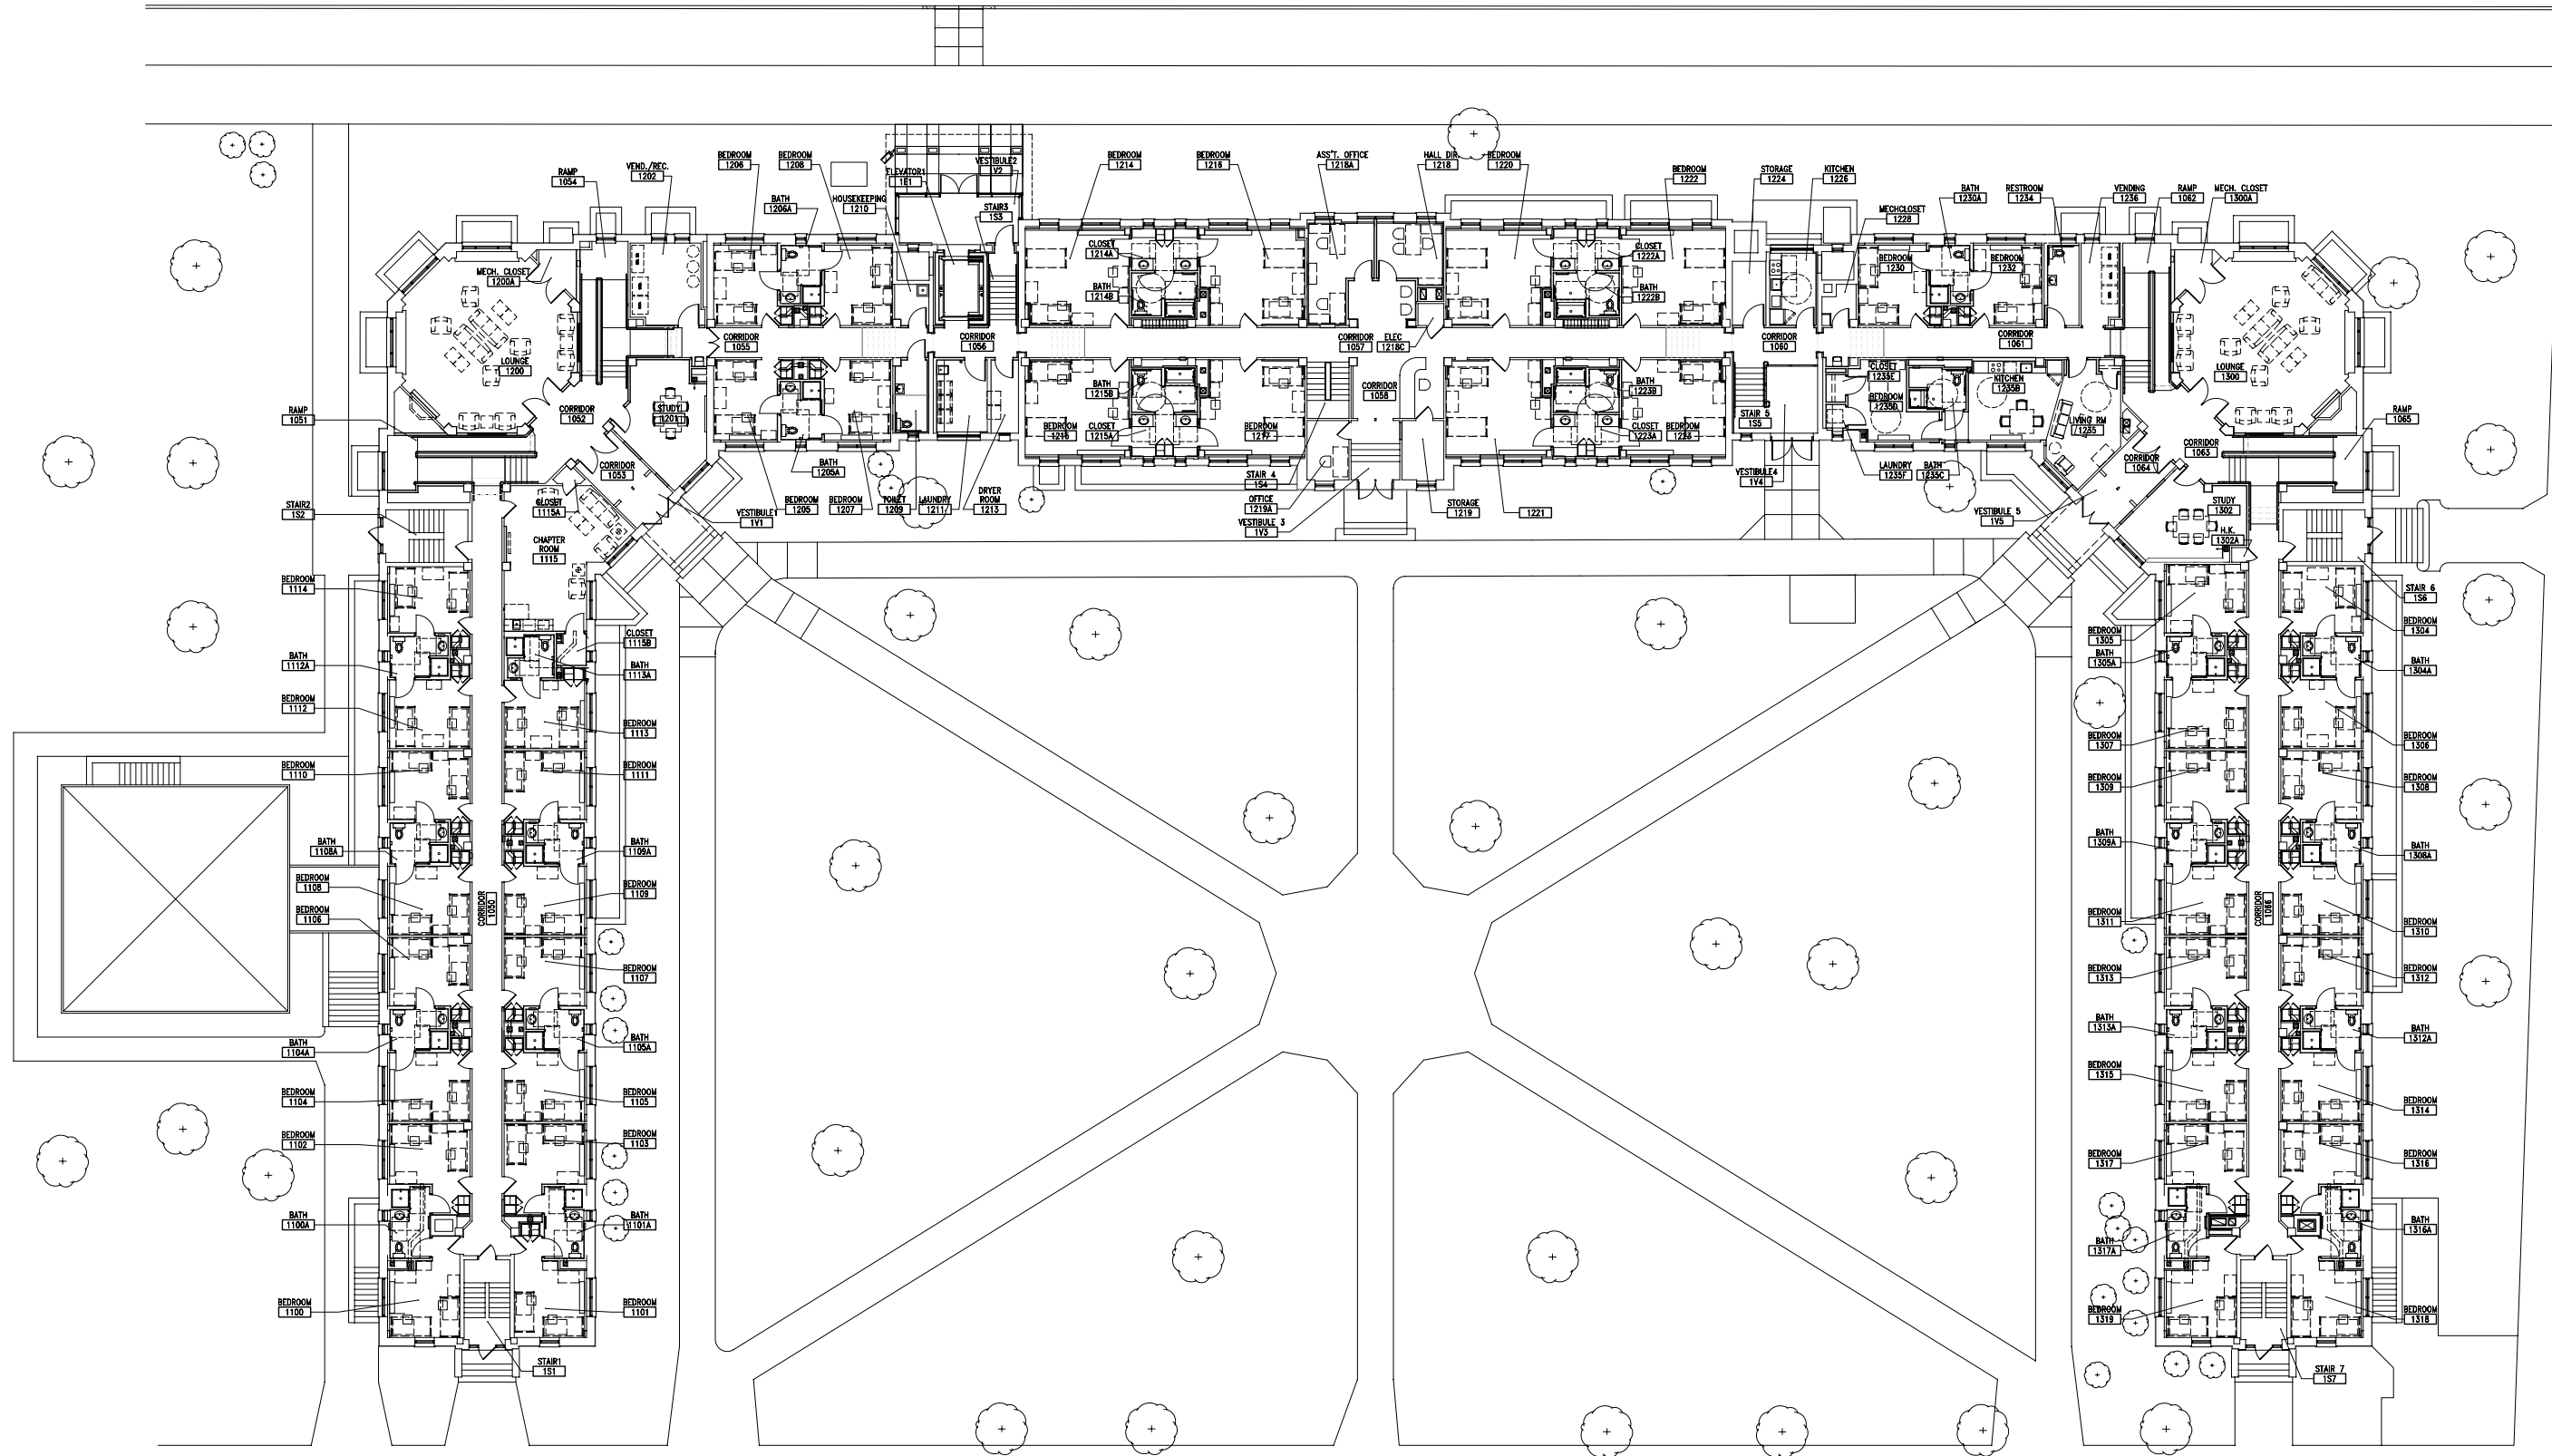 RAMP
1054
VEND./REC.
1202
BEDROOM
1206
BEDROOM
1208
BATH
1206A
HOUSEKEEPING
1210
ELEVATOR1
1E1
VESTIBULE2
1V2
STAIR3
1S3
BEDROOM
1214
BEDROOM
ASS'T. OFFICE
1218A
HALL DIR.
1218
BEDROOM
1220
BEDROOM
1222
STORAGE
1224
KITCHEN
1226
MECHCLOSET
1228
BATH
1230A
RESTROOM
1234
VENDING
1236
RAMP
1062
MECH. CLOSET
1300A
MECH. CLOSET
1200A
CLOSET
1214A
BATH
1214B
CLOSET
1222A
BATH
1222B
BEDROOM
1230
BEDROOM
1232
LOUNGE
1200
CORRIDOR
1055
CORRIDOR
1056
CORRIDOR
1057
ELEC
1218C
CORRIDOR
1060
CORRIDOR
1061
LOUNGE
1300
RAMP
1051
CORRIDOR
1052
STUDY
1201
BATH
1215B
CLOSET
1215A
BEDROOM
BEDROOM
1217
CORRIDOR
1058
BATH
1223B
CLOSET
1223A
BEDROOM
STAIR 5
1S5
CLOSET
1235E
BEDROOM
1235D
KITCHEN
1235B
LIVING RM
1235
RAMP
1065
CORRIDOR
1053
BATH
1205A
CORRIDOR
1064
CORRIDOR
1063
STAIR2
1S2
CLOSET
1115A
VESTIBULE1
1V1
BEDROOM
1205
BEDROOM
1207
TOILET
1209
LAUNDRY
1211
DRYER
ROOM
1213
STAIR 4
1S4
OFFICE
1219A
VESTIBULE 3
1V3
STORAGE
1219
1221
VESTIBULE4
1V4
LAUNDRY
1235F
BATH
1235C
VESTIBULE 5
1V5
STUDY
1302
H.K.
1302A
CHAPTER
ROOM
1115
BEDROOM
1114
STAIR 6
1S6
CLOSET
1115B
BATH
1112A
BATH
1113A
BEDROOM
1305
BEDROOM
1304
BATH
1305A
BATH
1304A
BEDROOM
1112
BEDROOM
1113
BEDROOM
1307
BEDROOM
1306
BEDROOM
1110
BEDROOM
1111
BEDROOM
1309
BEDROOM
1308
BATH
1108A
BATH
1109A
BATH
1309A
BATH
1308A
BEDROOM
1108
BEDROOM
1109
BEDROOM
1106
CORRIDOR
1050
BEDROOM
1311
CORRIDOR
1066
BEDROOM
1310
BEDROOM
1107
BEDROOM
1313
BEDROOM
1312
BATH
1104A
BATH
1105A
BATH
1313A
BATH
1312A
BEDROOM
1104
BEDROOM
1105
BEDROOM
1315
BEDROOM
1314
BEDROOM
1102
BEDROOM
1103
BEDROOM
1317
BEDROOM
1316
BATH
1100A
BATH
1101A
BATH
1317A
BATH
1316A
BEDROOM
1100
BEDROOM
1101
BEDROOM
1319
BEDROOM
1318
STAIR1
1S1
STAIR 7
1S7